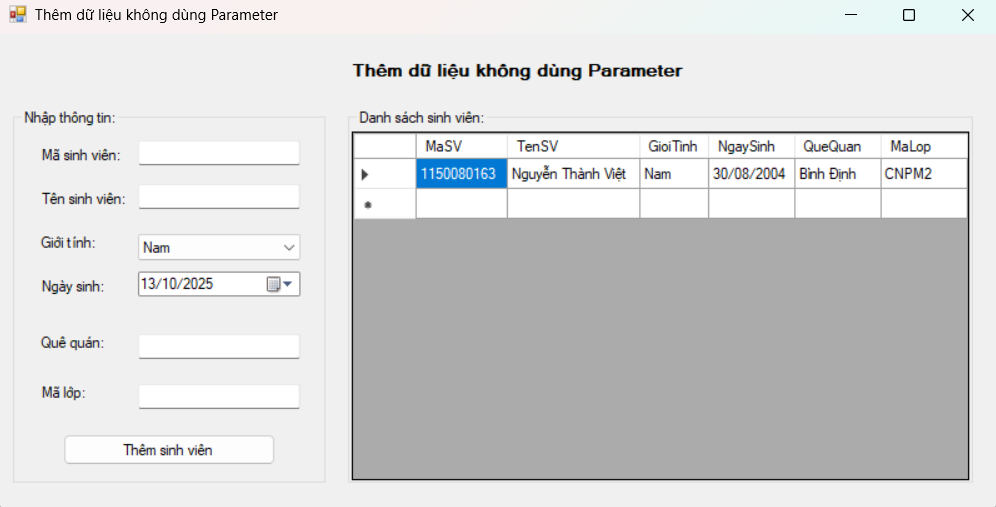 Thêm dữ liệu không dùng Parameter
Thêm dữ liệu không dùng Parameter
Nhập thông tin:
Mã sinh viên:
Tên sinh viên:
Giới tính:
Nam
Ngày sinh:
13/10/2025
Quê quán:
Mã lớp:
Thêm sinh viên
Danh sách sinh viên:
MaSV TenSV GioiTinh NgaySinh QueQuan MaLop
1150080163 Nguyễn Thành Việt Nam 30/08/2004 Bình Định CNPM2